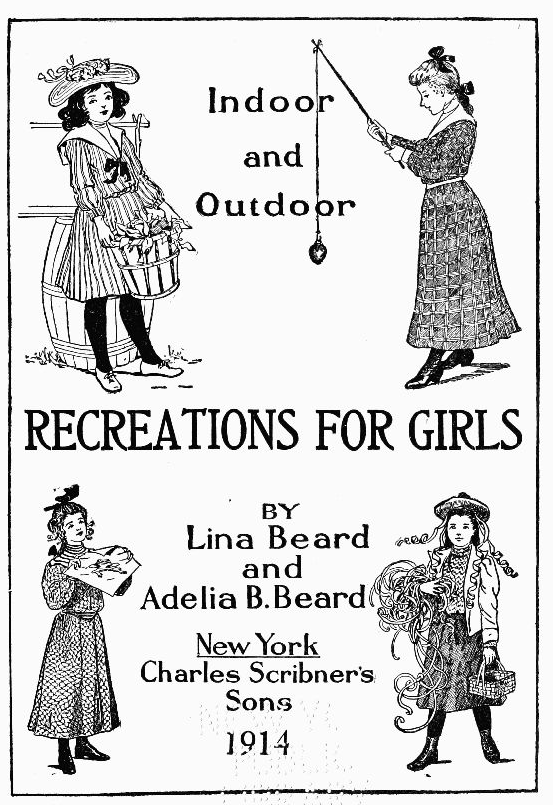 Indoor
and
Outdoor
RECREATIONS FOR GIRLS
BY
Lina Beard
and
Adelia B. Beard
New York
Charles Scribner's
Sons
1914